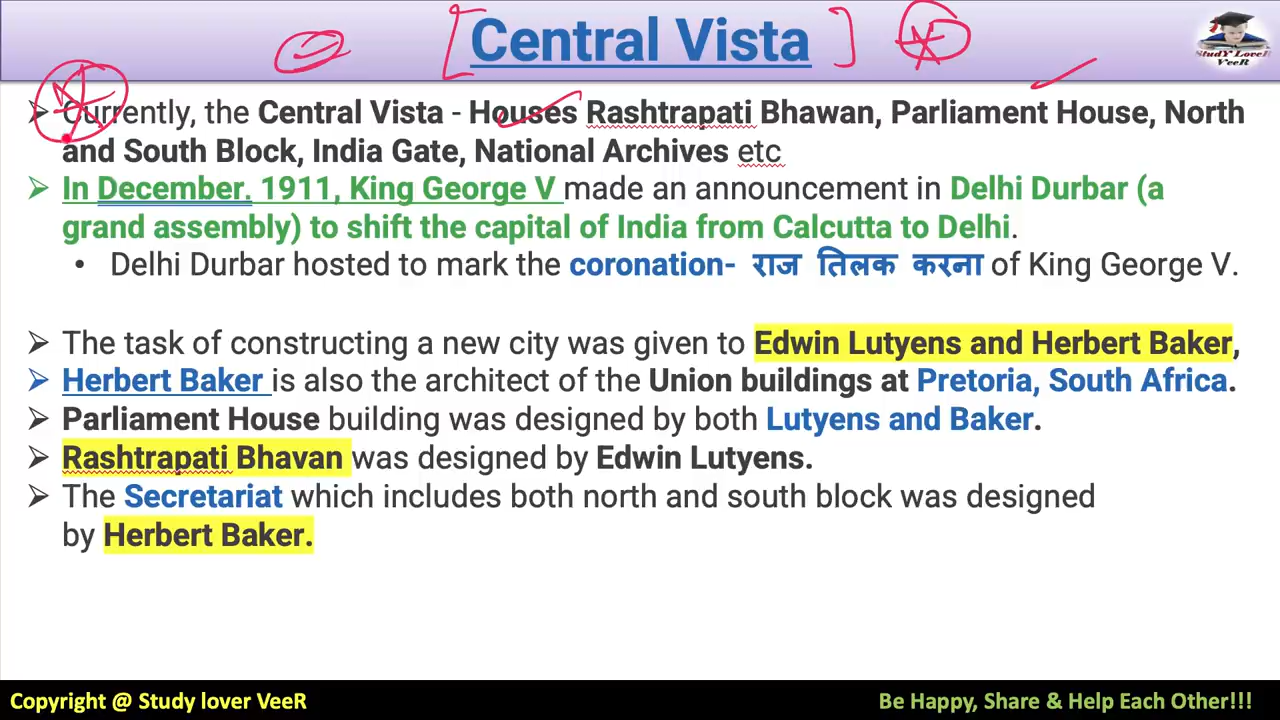 Central Vista
StudY LoveR
VeeR
➢ Currently, the Central Vista - Houses Rashtrapati Bhawan, Parliament House, North
and South Block, India Gate, National Archives etc
➢ In December, 1911, King George V made an announcement in Delhi Durbar (a
grand assembly) to shift the capital of India from Calcutta to Delhi.
• Delhi Durbar hosted to mark the coronation- राज तिलक करना of King George V.
➢ The task of constructing a new city was given to Edwin Lutyens and Herbert Baker,
➢ Herbert Baker is also the architect of the Union buildings at Pretoria, South Africa.
➢ Parliament House building was designed by both Lutyens and Baker.
➢ Rashtrapati Bhavan was designed by Edwin Lutyens.
➢ The Secretariat which includes both north and south block was designed
by Herbert Baker.
Copyright @ Study lover VeeR
Be Happy, Share & Help Each Other!!!